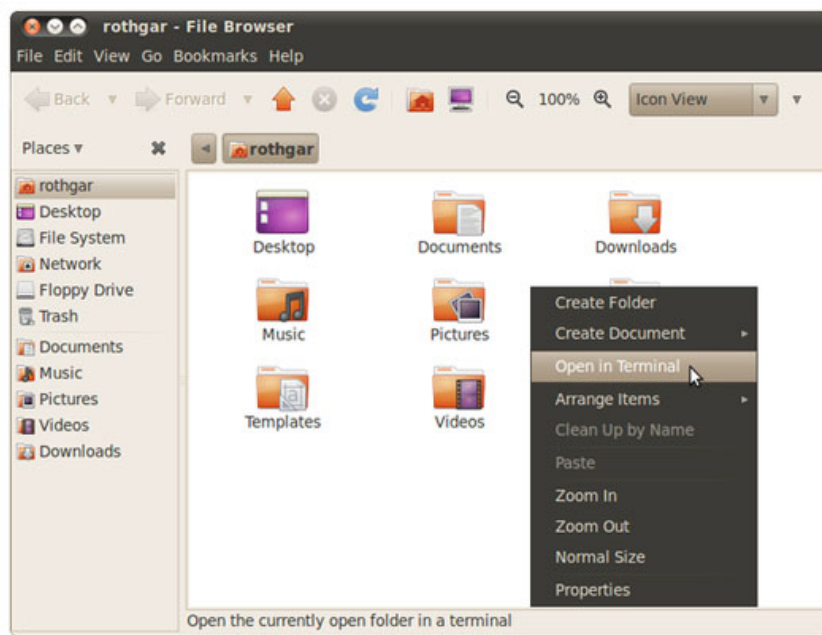 rothgar - File Browser
File Edit View Go Bookmarks Help
Back Forward 100% Icon View
Places rothgar
rothgar
Desktop
File System
Network
Floppy Drive
Trash
Documents
Music
Pictures
Videos
Downloads
Desktop Documents Downloads
Music Pictures
Templates Videos
Create Folder
Create Document
Open in Terminal
Arrange Items
Clean Up by Name
Paste
Zoom In
Zoom Out
Normal Size
Properties
Open the currently open folder in a terminal